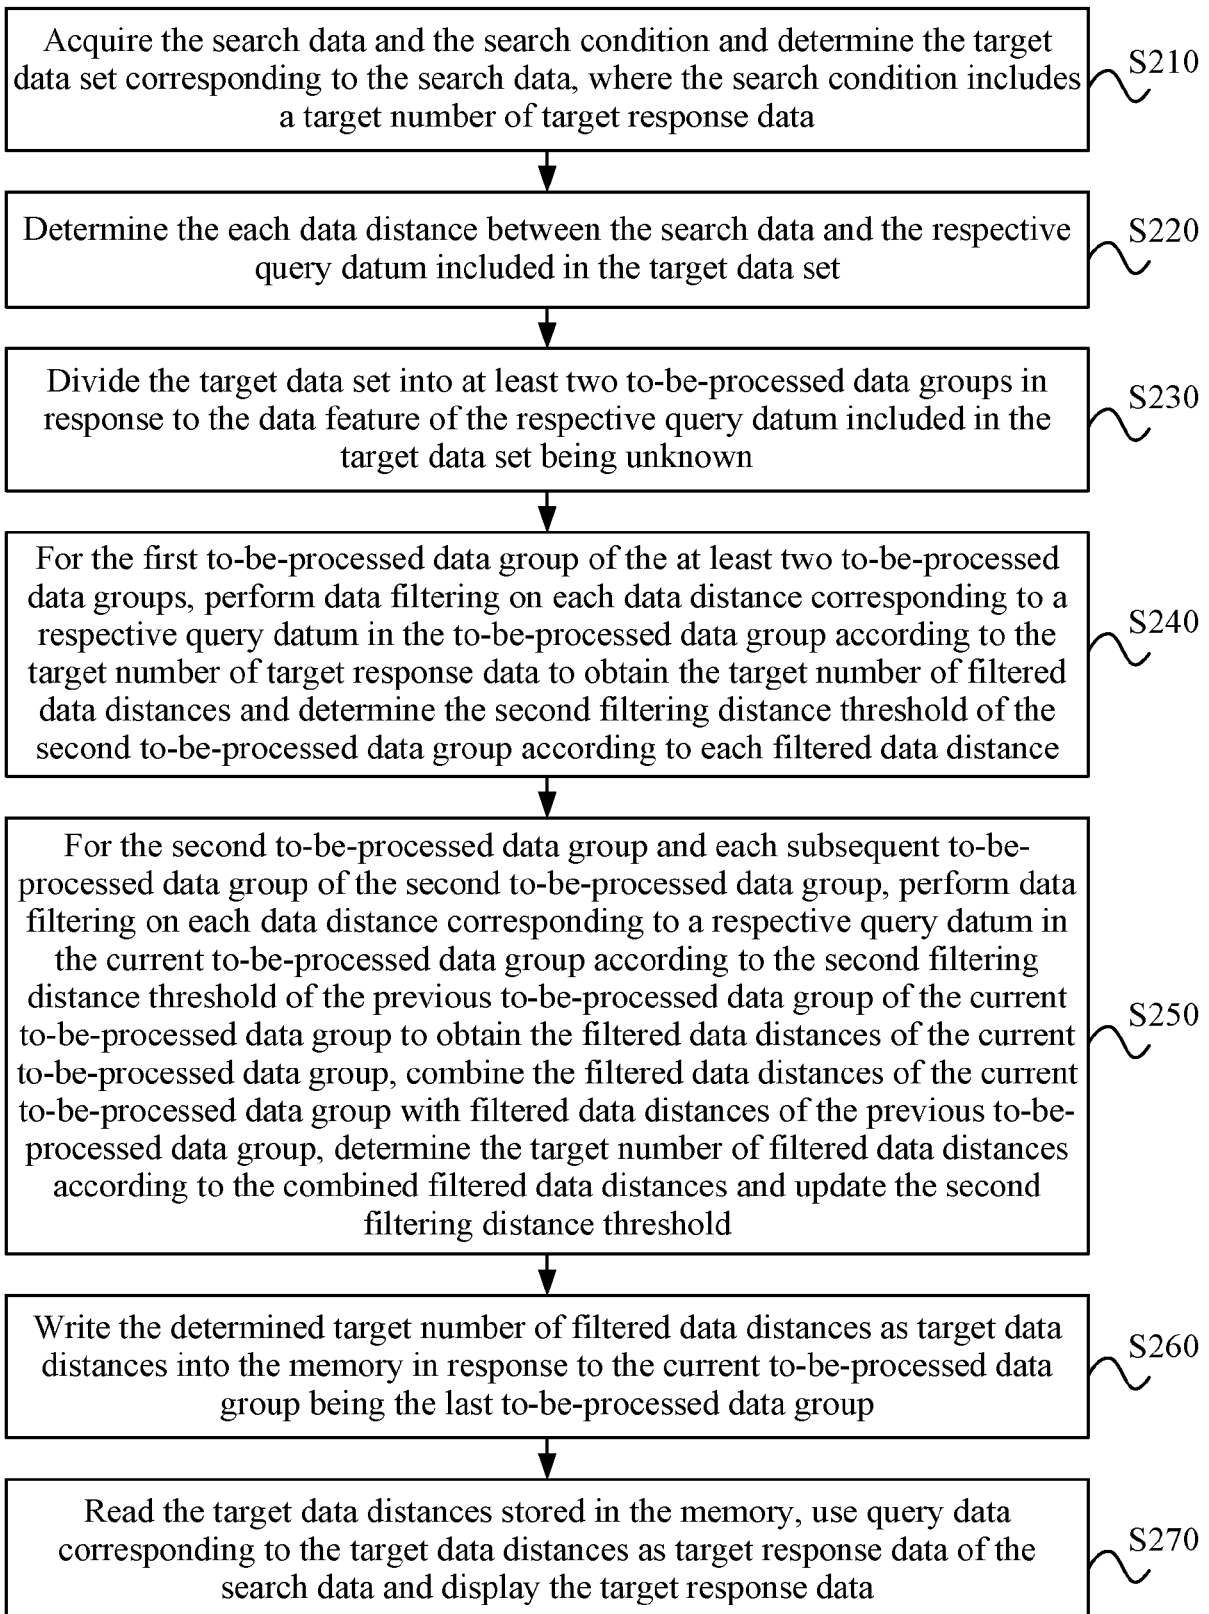 Acquire the search data and the search condition and determine the target
data set corresponding to the search data, where the search condition includes
a target number of target response data
S210
Determine the each data distance between the search data and the respective
query datum included in the target data set
S220
Divide the target data set into at least two to-be-processed data groups in
response to the data feature of the respective query datum included in the
target data set being unknown
S230
For the first to-be-processed data group of the at least two to-be-processed
data groups, perform data filtering on each data distance corresponding to a
respective query datum in the to-be-processed data group according to the
target number of target response data to obtain the target number of filtered
data distances and determine the second filtering distance threshold of the
second to-be-processed data group according to each filtered data distance
S240
For the second to-be-processed data group and each subsequent to-be-
processed data group of the second to-be-processed data group, perform data
filtering on each data distance corresponding to a respective query datum in
the current to-be-processed data group according to the second filtering
distance threshold of the previous to-be-processed data group of the current
to-be-processed data group to obtain the filtered data distances of the current
to-be-processed data group, combine the filtered data distances of the current
to-be-processed data group with filtered data distances of the previous to-be-
processed data group, determine the target number of filtered data distances
according to the combined filtered data distances and update the second
filtering distance threshold
S250
Write the determined target number of filtered data distances as target data
distances into the memory in response to the current to-be-processed data
group being the last to-be-processed data group
S260
Read the target data distances stored in the memory, use query data
corresponding to the target data distances as target response data of the
search data and display the target response data
S270